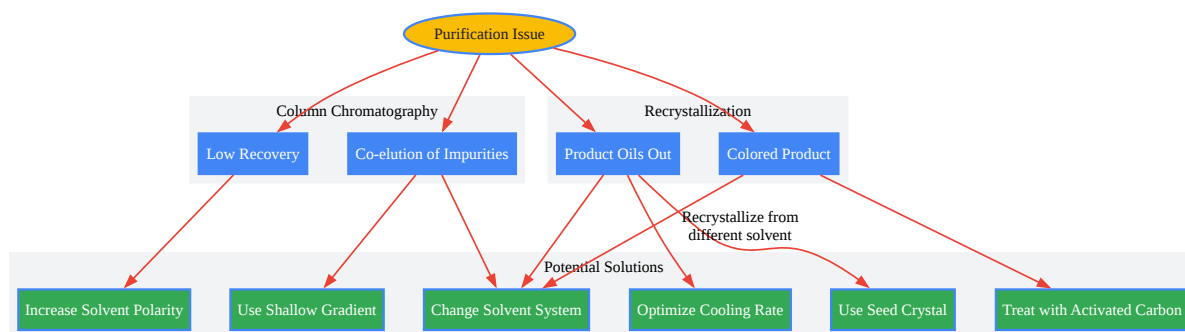 Purification Issue
Column Chromatography
Recrystallization
Low Recovery
Co-elution of Impurities
Product Oils Out
Colored Product
Recrystallize from
different solvent
Potential Solutions
Increase Solvent Polarity
Use Shallow Gradient
Change Solvent System
Optimize Cooling Rate
Use Seed Crystal
Treat with Activated Carbon